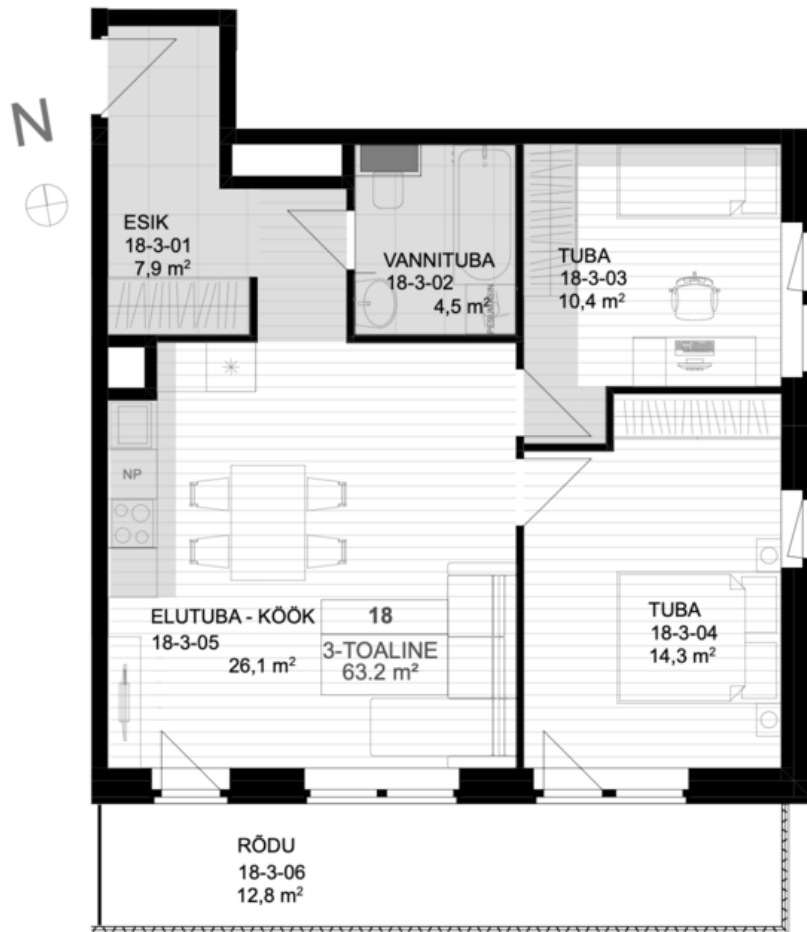 N
ESIK
18-3-01
7,9 m²
VANNITUBA
18-3-02
4,5 m²
PESUMASIN
TUBA
18-3-03
10,4 m²
NP
ELUTUBA - KÖÖK
18-3-05
26,1 m²
18
3-TOALINE
63.2 m²
TUBA
18-3-04
14,3 m²
RÕDU
18-3-06
12,8 m²